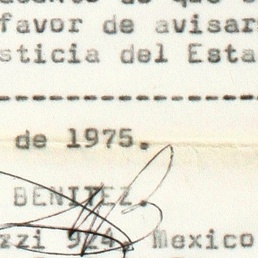 favor de avisar
sticia del Esta
de 1975.
BENITEZ.
zzi 924. Mexico